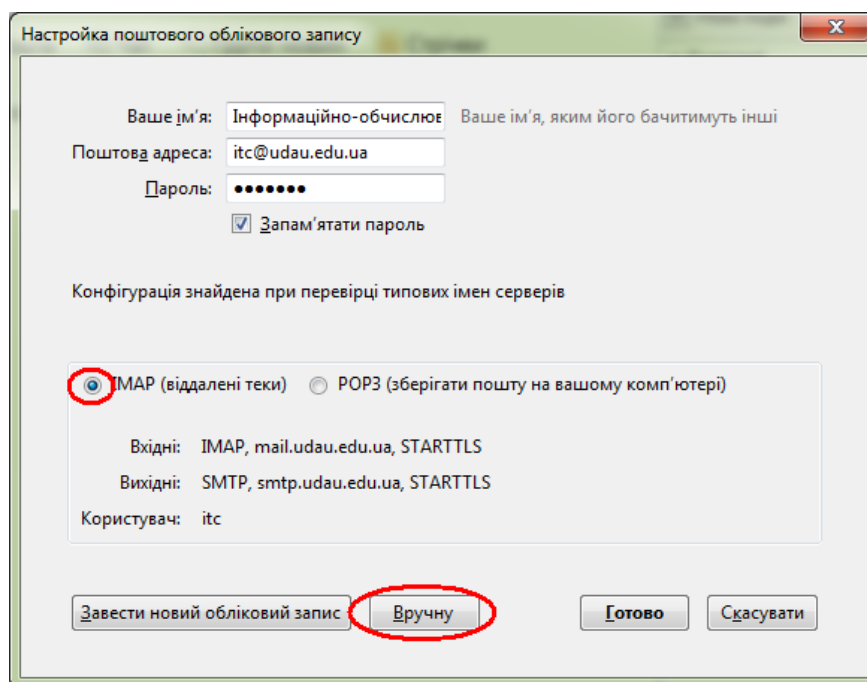 Настройка поштового облікового запису
Ваше ім'я: Інформаційно-обчислюв Ваше ім'я, яким його бачитимуть інші
Поштова адреса: itc@udau.edu.ua
Пароль: •••••••
Запам'ятати пароль
Конфігурація знайдена при перевірці типових імен серверів
IMAP (віддалені теки) POP3 (зберігати пошту на вашому комп'ютері)
Вхідні: IMAP, mail.udau.edu.ua, STARTTLS
Вихідні: SMTP, smtp.udau.edu.ua, STARTTLS
Користувач: itc
Завести новий обліковий запис Вручну Готово Скасувати